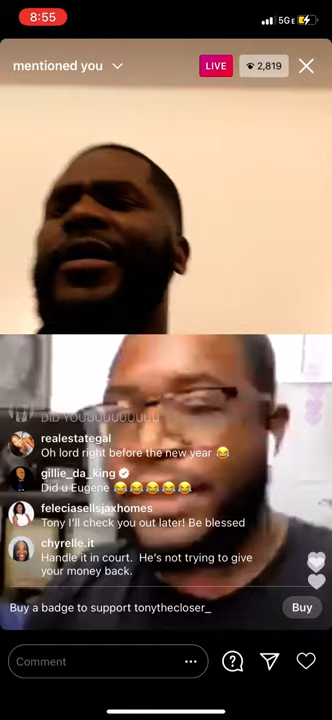 8:55
5GE
mentioned you
LIVE
2,819
DID YOUUUUUUUUUU
realestategal
Oh lord right before the new year 😂
gillie_da_king
Did u Eugene 😂😂😂😂😂
feleciasellsjaxhomes
Tony I'll check you out later! Be blessed
chyrelle.it
Handle it in court. He's not trying to give
your money back.
Buy a badge to support tonythecloser_
Buy
Comment